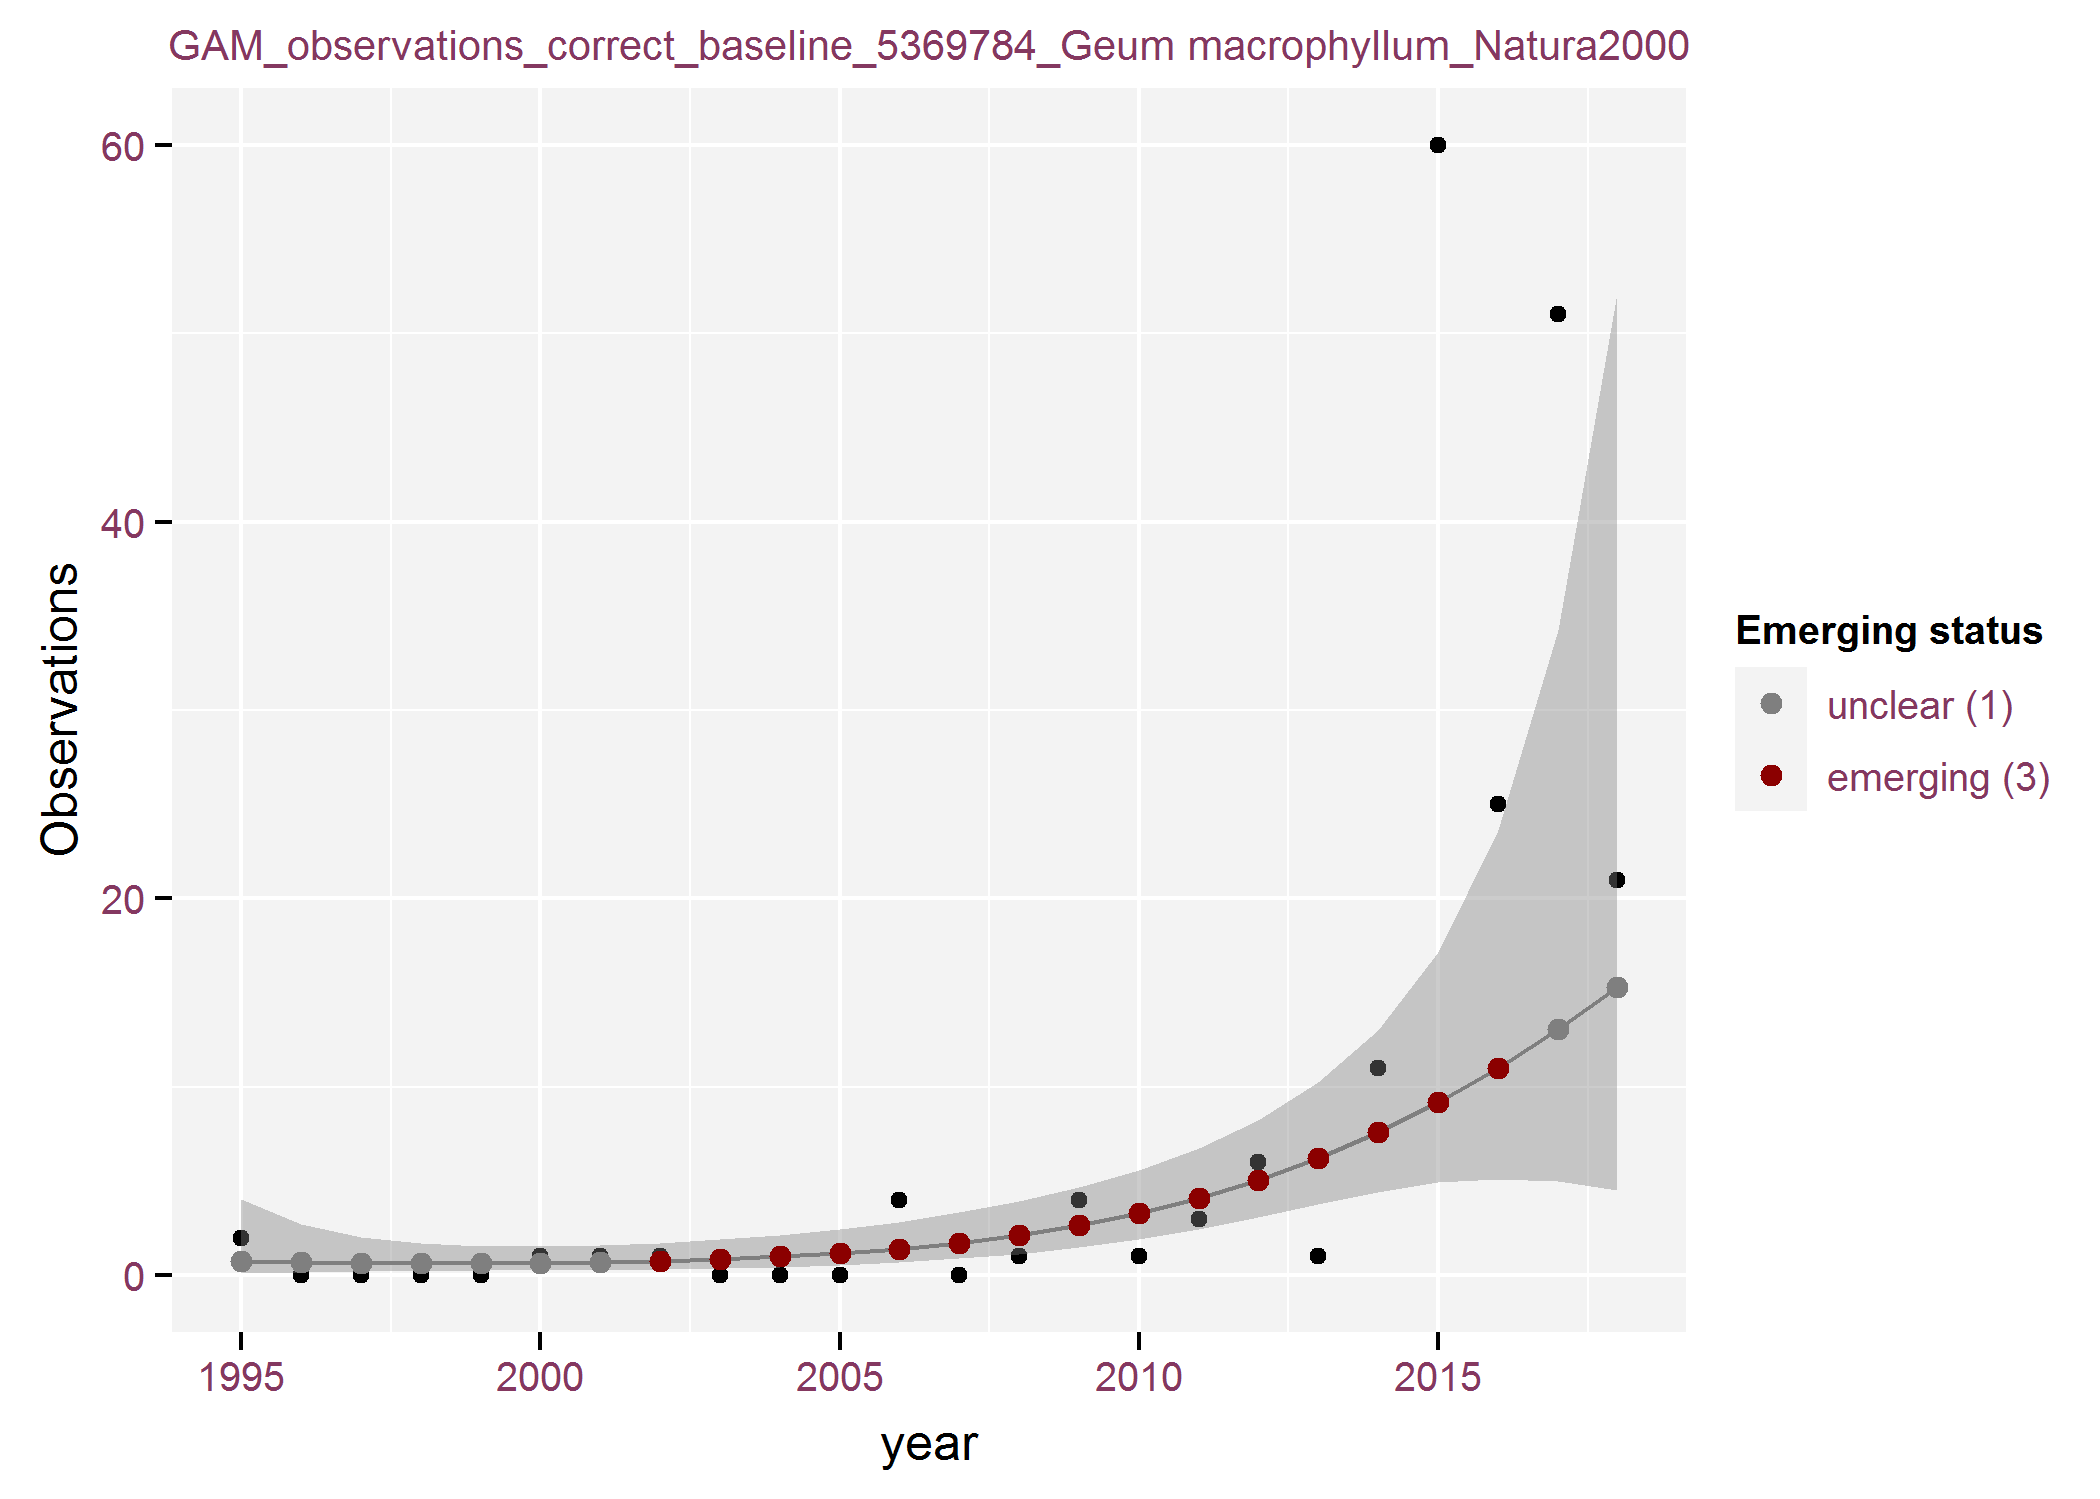 GAM_observations_correct_baseline_5369784_Geum macrophyllum_Natura2000
60
40
20
0
Observations
1995
2000
2005
2010
2015
year
Emerging status
unclear (1)
emerging (3)